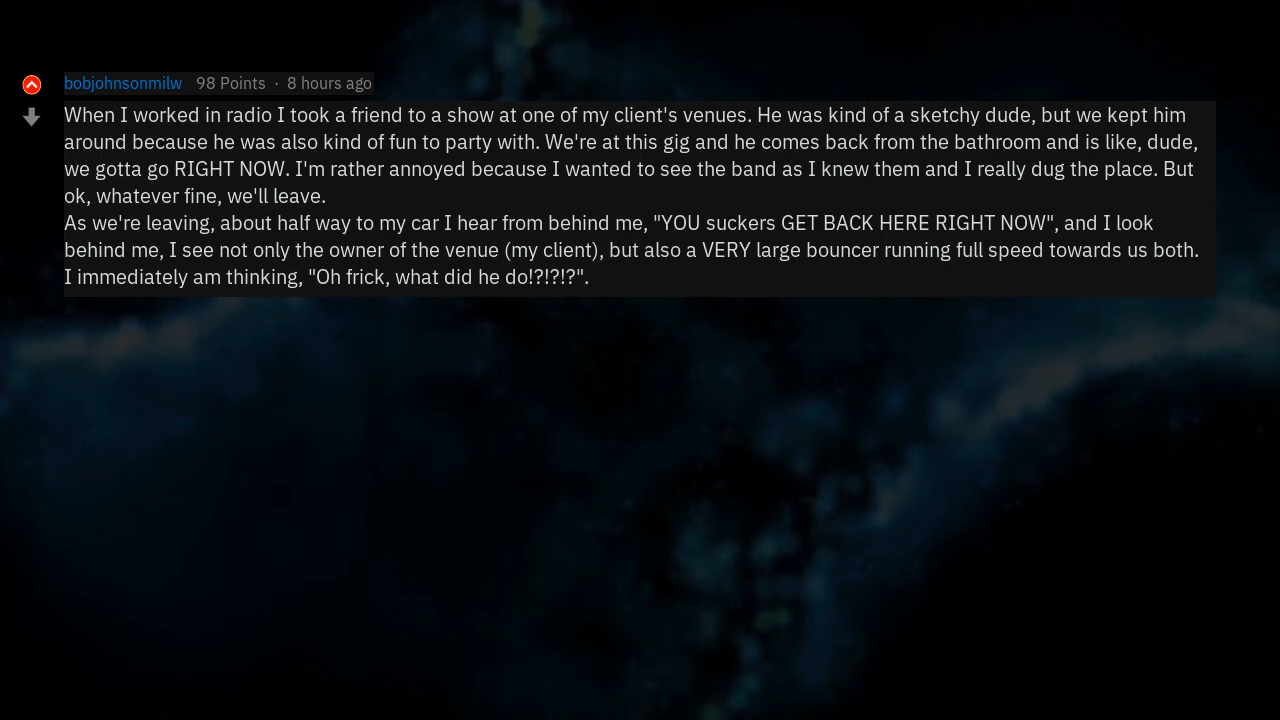 bobjohnsonmilw 98 Points · 8 hours ago
When I worked in radio I took a friend to a show at one of my client's venues. He was kind of a sketchy dude, but we kept him
around because he was also kind of fun to party with. We're at this gig and he comes back from the bathroom and is like, dude,
we gotta go RIGHT NOW. I'm rather annoyed because I wanted to see the band as I knew them and I really dug the place. But
ok, whatever fine, we'll leave.
As we're leaving, about half way to my car I hear from behind me, "YOU suckers GET BACK HERE RIGHT NOW", and I look
behind me, I see not only the owner of the venue (my client), but also a VERY large bouncer running full speed towards us both.
I immediately am thinking, "Oh frick, what did he do!?!?!?".